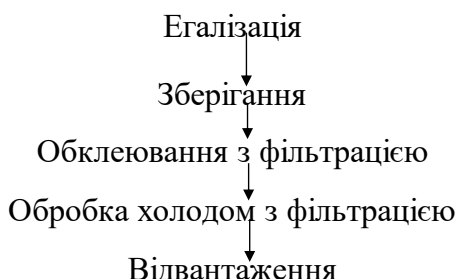 Егалізація
Зберігання
Обклеювання з фільтрацією
Обробка холодом з фільтрацією
Відвантаження